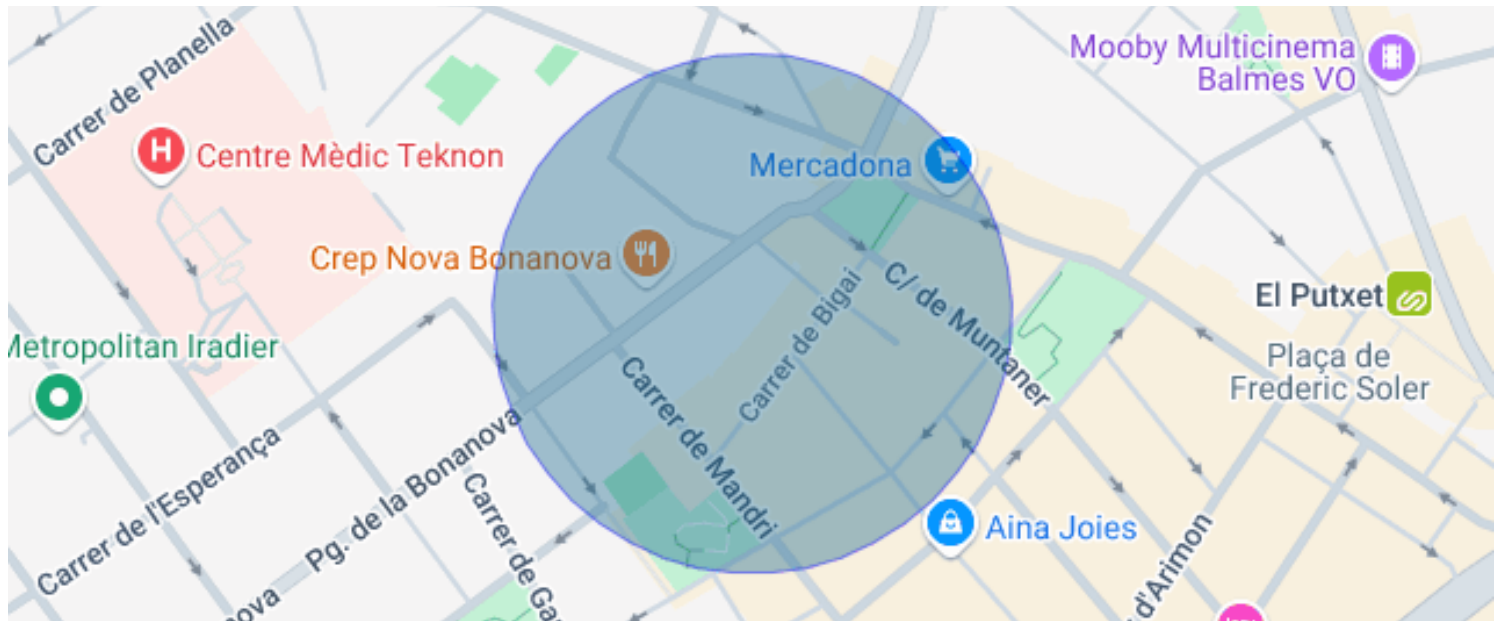 Carrer de Planella
Centre Mèdic Teknon
Mooby Multicinema
Balmes VO
Mercadona
Crep Nova Bonanova
C/ de Muntaner
Carrer de Bigai
El Putxet
Plaça de
Frederic Soler
Metropolitan Iradier
Carrer de Mandri
Carrer de l'Esperança
Pg. de la Bonanova
Carrer de Ga
Aina Joies
d'Arimon
nova